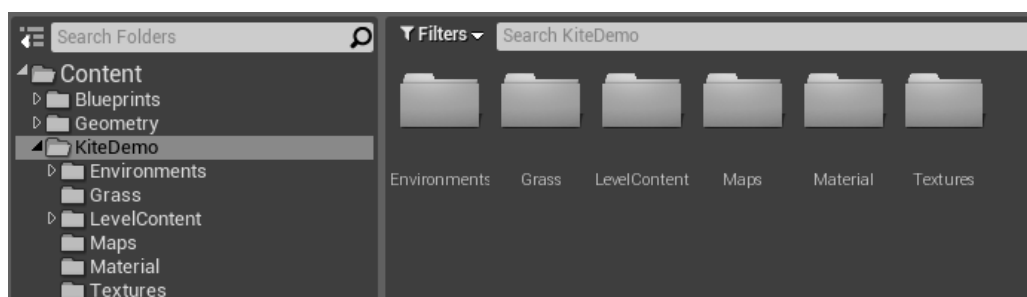 Search Folders
Content
Blueprints
Geometry
KiteDemo
Environments
Grass
LevelContent
Maps
Material
Textures
Filters
Search KiteDemo
Environments Grass LevelContent Maps Material Textures